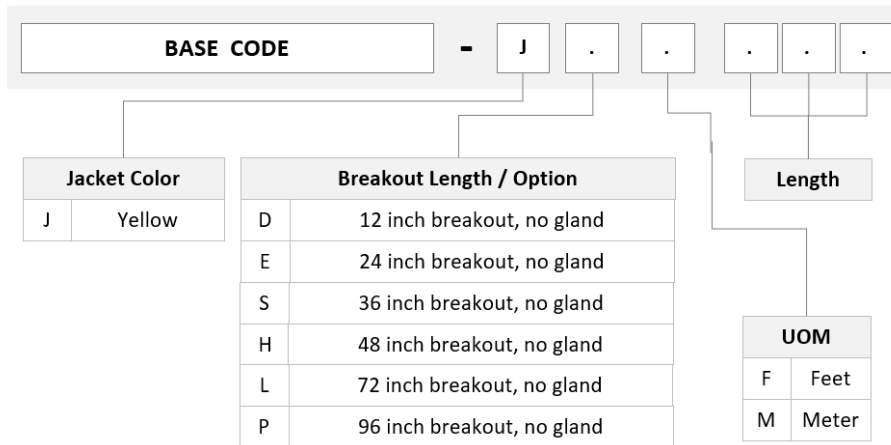 BASE CODE - J . . . . .
Jacket Color
J Yellow
Breakout Length / Option
D 12 inch breakout, no gland
E 24 inch breakout, no gland
S 36 inch breakout, no gland
H 48 inch breakout, no gland
L 72 inch breakout, no gland
P 96 inch breakout, no gland
Length
UOM
F Feet
M Meter